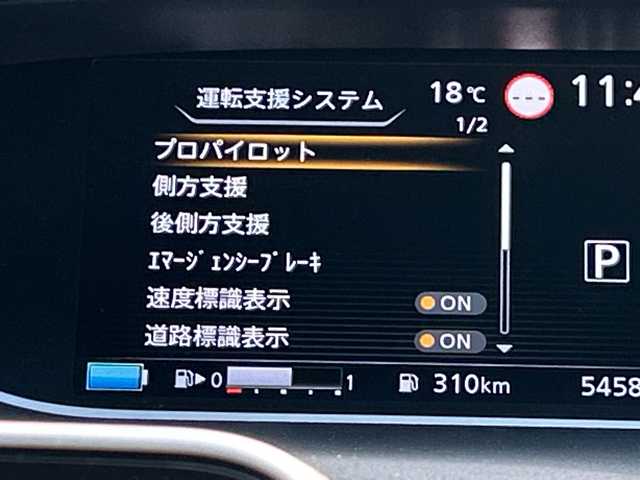 運転支援システム 18℃ --- 11:4
1/2
プロパイロット
側方支援
後側方支援
ｴﾏｰｼﾞｪﾝｼｰﾌﾞﾚｰｷ P
速度標識表示 ON
道路標識表示 ON
0 1 310km 5458